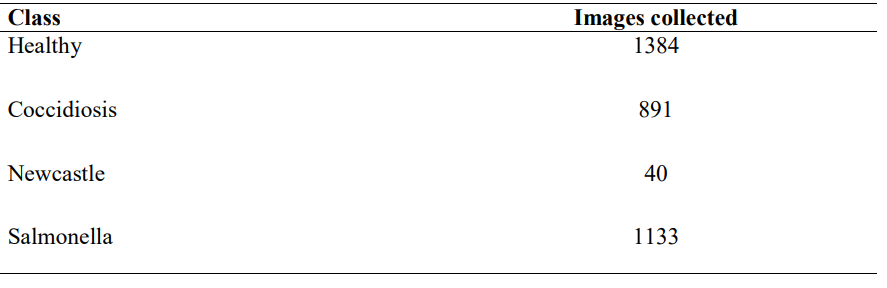 Class Images collected
Healthy 1384
Coccidiosis 891
Newcastle 40
Salmonella 1133